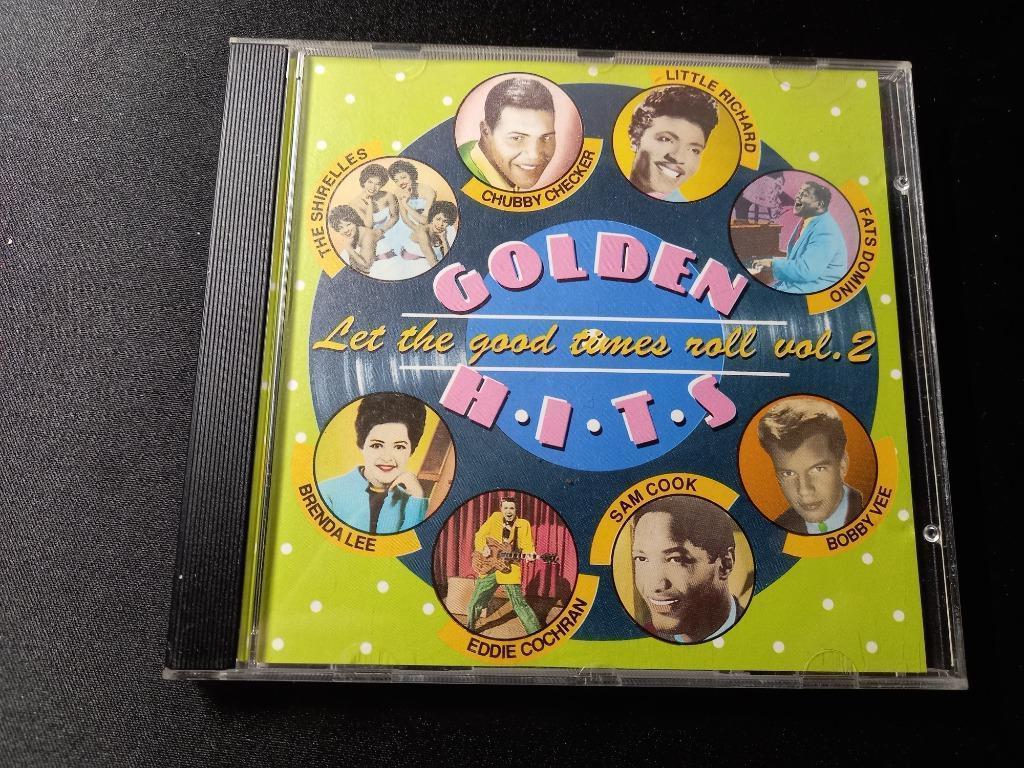 THE SHIRELLES
CHUBBY CHECKER
LITTLE RICHARD
FATS DOMINO
GOLDEN
Let the good times roll vol.2
H·I·T·S
BRENDA LEE
EDDIE COCHRAN
SAM COOK
BOBBY VEE